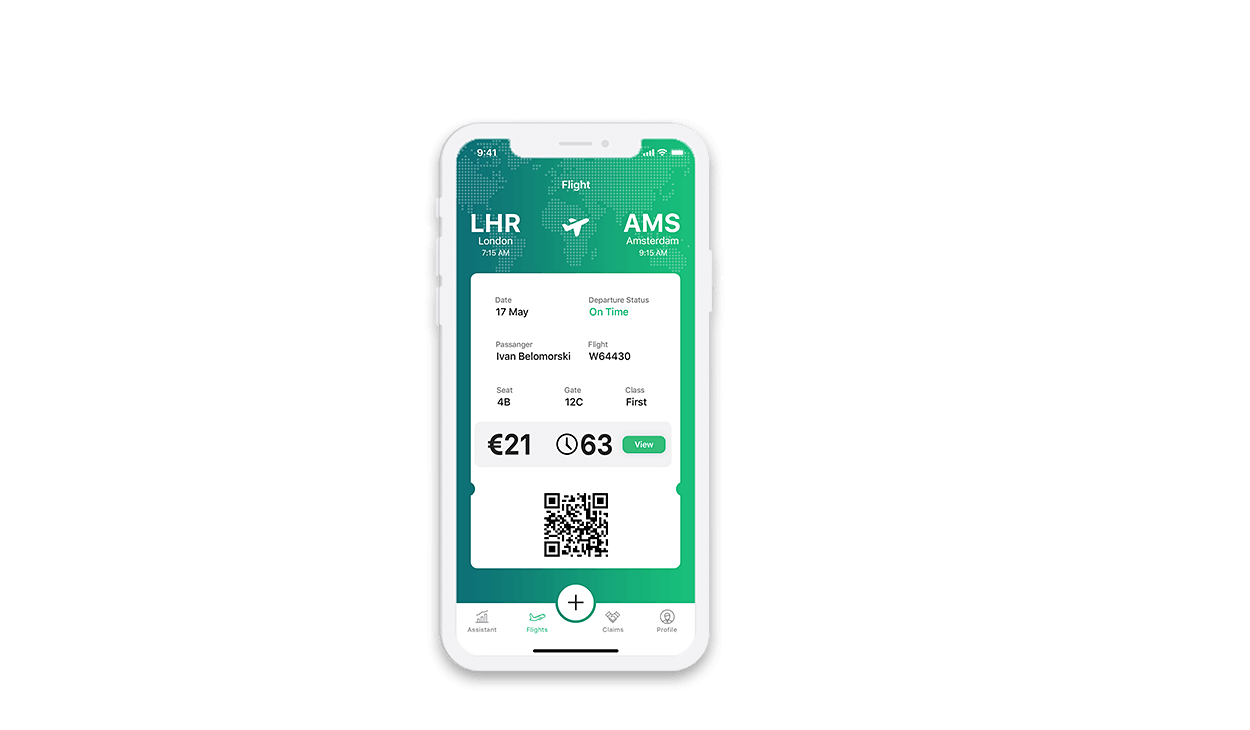 9:41
Flight
LHR AMS
London Amsterdam
7:15 AM 9:15 AM
Date Departure Status
17 May On Time
Passanger Flight
Ivan Belomorski W64430
Seat Gate Class
4B 12C First
€21 63 View
+
Assistant Flights Claims Profile